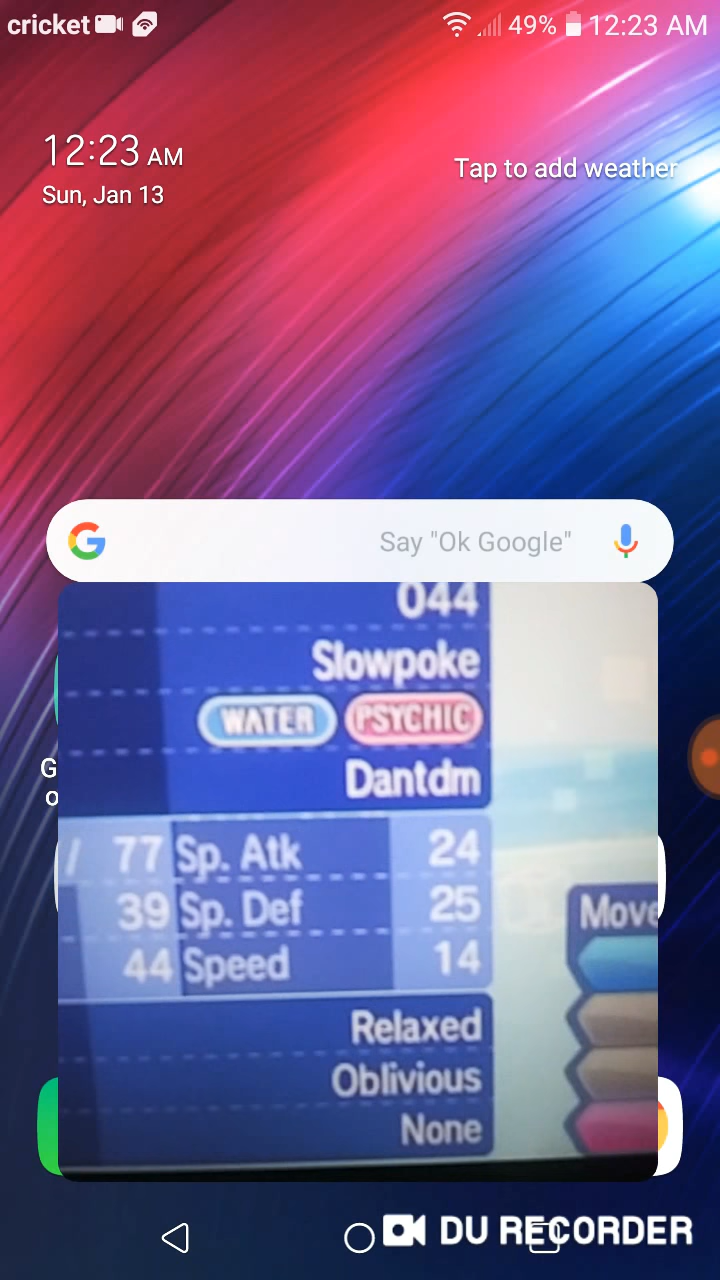 cricket 49% 12:23 AM
12:23 AM
Sun, Jan 13
Tap to add weather
G Say "Ok Google"
044
Slowpoke
WATER PSYCHIC
Dantdm
/ 77 Sp. Atk 24
39 Sp. Def 25
44 Speed 14
Move
Relaxed
Oblivious
None
G
o
DU RECORDER